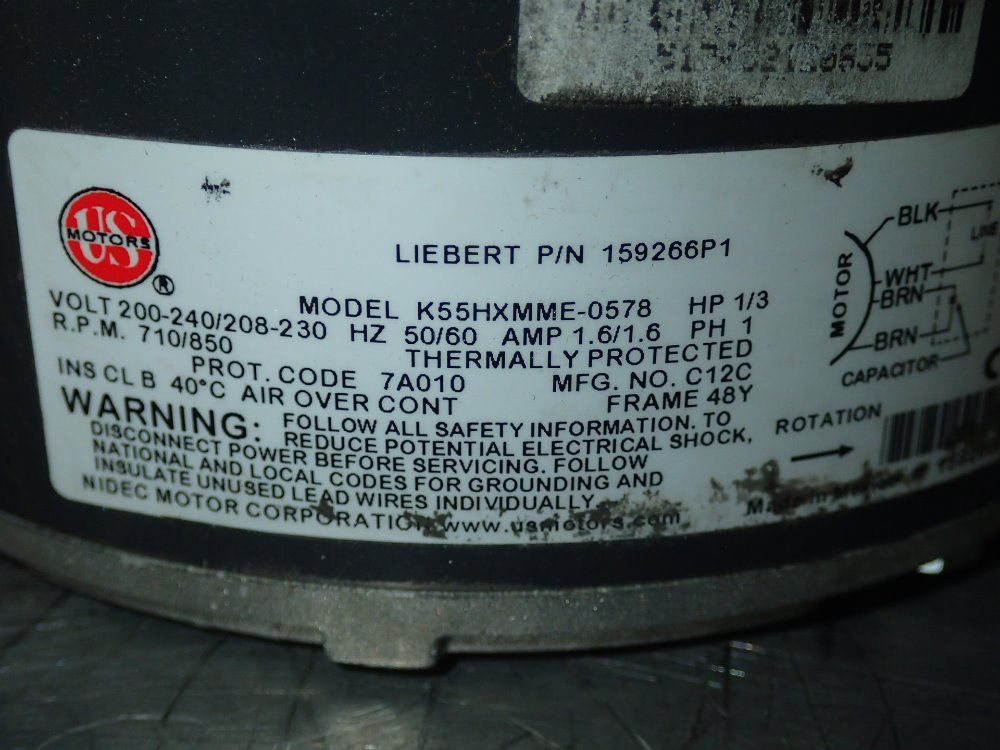 US
MOTORS
®
LIEBERT P/N 159266P1
MODEL K55HXMME-0578 HP 1/3
VOLT 200-240/208-230 HZ 50/60 AMP 1.6/1.6 PH 1
R.P.M. 710/850 THERMALLY PROTECTED
PROT. CODE 7A010 MFG. NO. C12C
INS CL B 40°C AIR OVER CONT FRAME 48Y
WARNING: FOLLOW ALL SAFETY INFORMATION. TO
REDUCE POTENTIAL ELECTRICAL SHOCK,
DISCONNECT POWER BEFORE SERVICING. FOLLOW
NATIONAL AND LOCAL CODES FOR GROUNDING AND
INSULATE UNUSED LEAD WIRES INDIVIDUALLY
NIDEC MOTOR CORPORATION www.usmotors.com
MOTOR
BLK
LINE
WHT
BRN
BRN
CAPACITOR
ROTATION